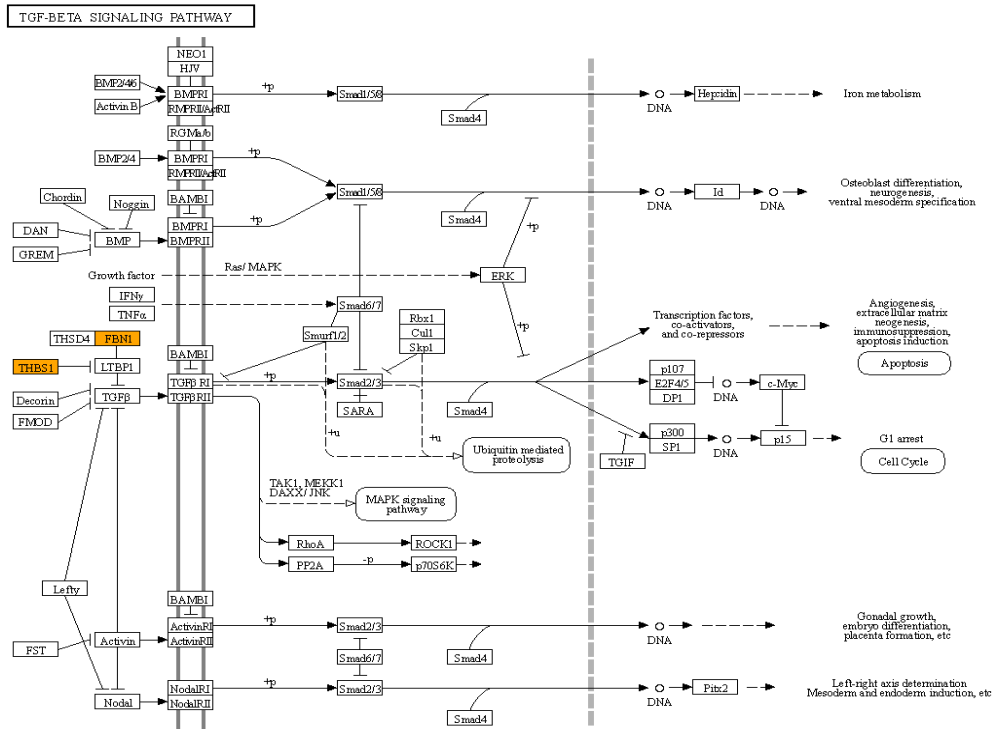 TGF-BETA SIGNALING PATHWAY
NEO1
HJV
BMP2/4/6
Activin B
BMPRI
RMPRII/ActRII
+p
Smad1/5/8
Smad4
DNA
Hepcidin
Iron metabolism
RGMa/b
BMP2/4
BMPRI
RMPRII/ActRII
+p
Smad1/5/8
Smad4
DNA
Id
DNA
Osteoblast differentiation,
neurogenesis,
ventral mesoderm specification
Chordin
Noggin
BAMBI
DAN
GREM
BMP
BMPRI
BMPRII
+p
+p
Growth factor
Ras/ MAPK
ERK
IFNγ
TNFα
Smad6/7
Smurf1/2
Rbx1
Cul1
Skp1
+p
Transcription factors,
co-activators,
and co-repressors
Angiogenesis,
extracellular matrix
neogenesis,
immunosuppression,
apoptosis induction
Apoptosis
THSD4
FBN1
THBS1
LTBP1
BAMBI
Decorin
FMOD
TGFβ
TGFβ RI
TGFβ RII
+p
Smad2/3
SARA
Smad4
p107
E2F4/5
DP1
DNA
c-Myc
+u
+u
Ubiquitin mediated
proteolysis
TGIF
p300
SP1
DNA
p15
G1 arrest
Cell Cycle
TAK1, MEKK1
DAXX/ JNK
MAPK signaling
pathway
RhoA
ROCK1
PP2A
-p
p70S6K
Lefty
BAMBI
FST
Activin
ActivinRI
ActivinRII
+p
Smad2/3
Smad4
DNA
Gonadal growth,
embryo differentiation,
placenta formation, etc
Smad6/7
Nodal
NodalRI
NodalRII
+p
Smad2/3
Smad4
DNA
Pitx2
Left-right axis determination
Mesoderm and endoderm induction, etc